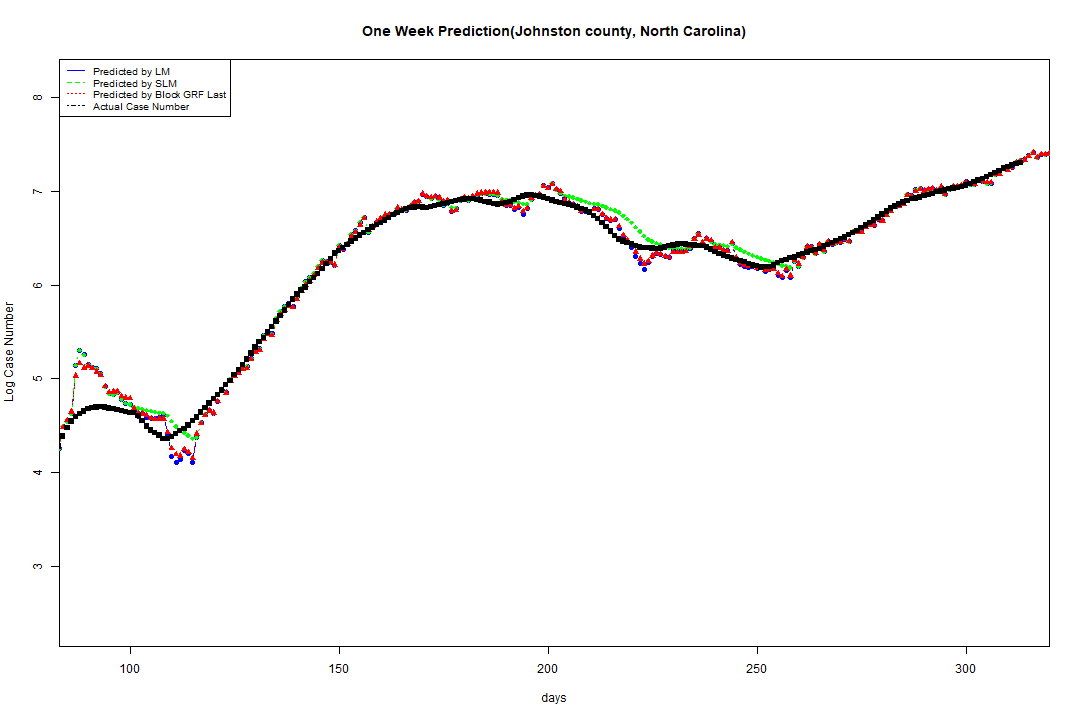 One Week Prediction(Johnston county, North Carolina)
Predicted by LM
Predicted by SLM
Predicted by Block GRF Last
Actual Case Number
8
7
6
5
4
3
Log Case Number
100 150 200 250 300
days